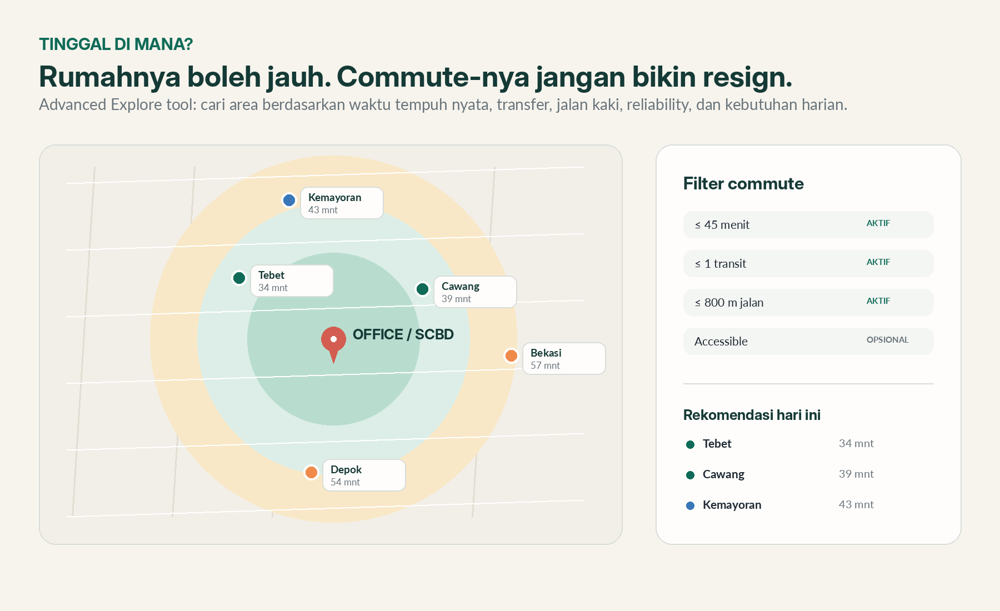 TINGGAL DI MANA?
Rumahnya boleh jauh. Commute-nya jangan bikin resign.
Advanced Explore tool: cari area berdasarkan waktu tempuh nyata, transfer, jalan kaki, reliability, dan kebutuhan harian.
Kemayoran
43 mnt
Tebet
34 mnt
Cawang
39 mnt
OFFICE / SCBD
Bekasi
57 mnt
Depok
54 mnt
Filter commute
≤ 45 menit AKTIF
≤ 1 transit AKTIF
≤ 800 m jalan AKTIF
Accessible OPSIONAL
Rekomendasi hari ini
Tebet 34 mnt
Cawang 39 mnt
Kemayoran 43 mnt